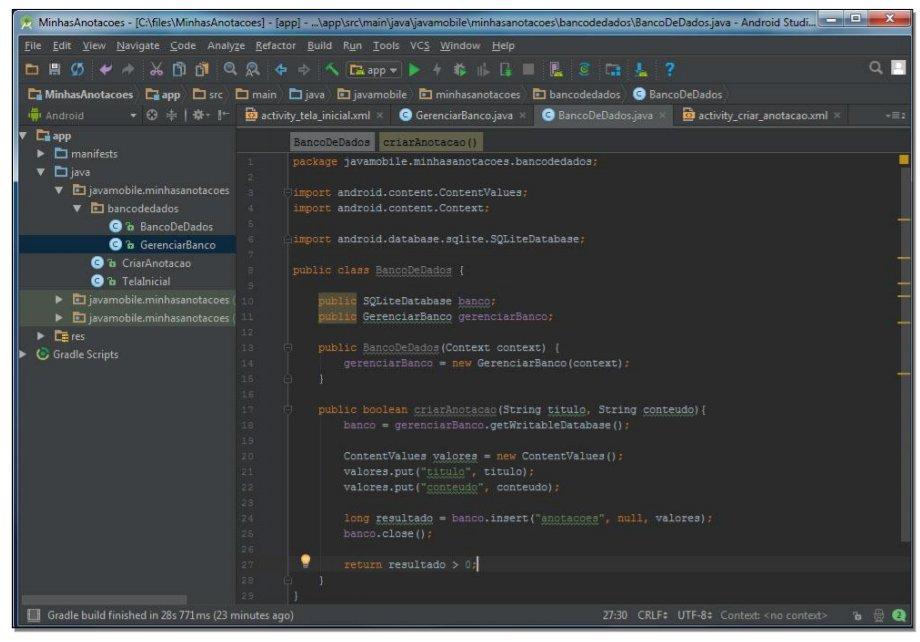 MinhasAnotacoes - [C:\files\MinhasAnotacoes] - [app] - ...\app\src\main\java\javamobile\minhasanotacoes\bancodedados\BancoDeDados.java - Android Studi...
File Edit View Navigate Code Analyze Refactor Build Run Tools VCS Window Help
app
MinhasAnotacoes app src main java javamobile minhasanotacoes bancodedados BancoDeDados
Android activity_tela_inicial.xml GerenciarBanco.java BancoDeDados.java activity_criar_anotacao.xml
app
manifests
java
javamobile.minhasanotacoes
bancodedados
BancoDeDados
GerenciarBanco
CriarAnotacao
TelaInicial
javamobile.minhasanotacoes (
javamobile.minhasanotacoes (
res
Gradle Scripts
BancoDeDados criarAnotacao()
1 package javamobile.minhasanotacoes.bancodedados;
2
3 import android.content.ContentValues;
4 import android.content.Context;
5
6 import android.database.sqlite.SQLiteDatabase;
7
8 public class BancoDeDados {
9
10 public SQLiteDatabase banco;
11 public GerenciarBanco gerenciarBanco;
12
13 public BancoDeDados(Context context) {
14 gerenciarBanco = new GerenciarBanco(context);
15 }
16
17 public boolean criarAnotacao(String titulo, String conteudo){
18 banco = gerenciarBanco.getWritableDatabase();
19
20 ContentValues valores = new ContentValues();
21 valores.put("titulo", titulo);
22 valores.put("conteudo", conteudo);
23
24 long resultado = banco.insert("anotacoes", null, valores);
25 banco.close();
26
27 return resultado > 0;
28 }
29 }
Gradle build finished in 28s 771ms (23 minutes ago) 27:30 CRLF UTF-8 Context: <no context> 2